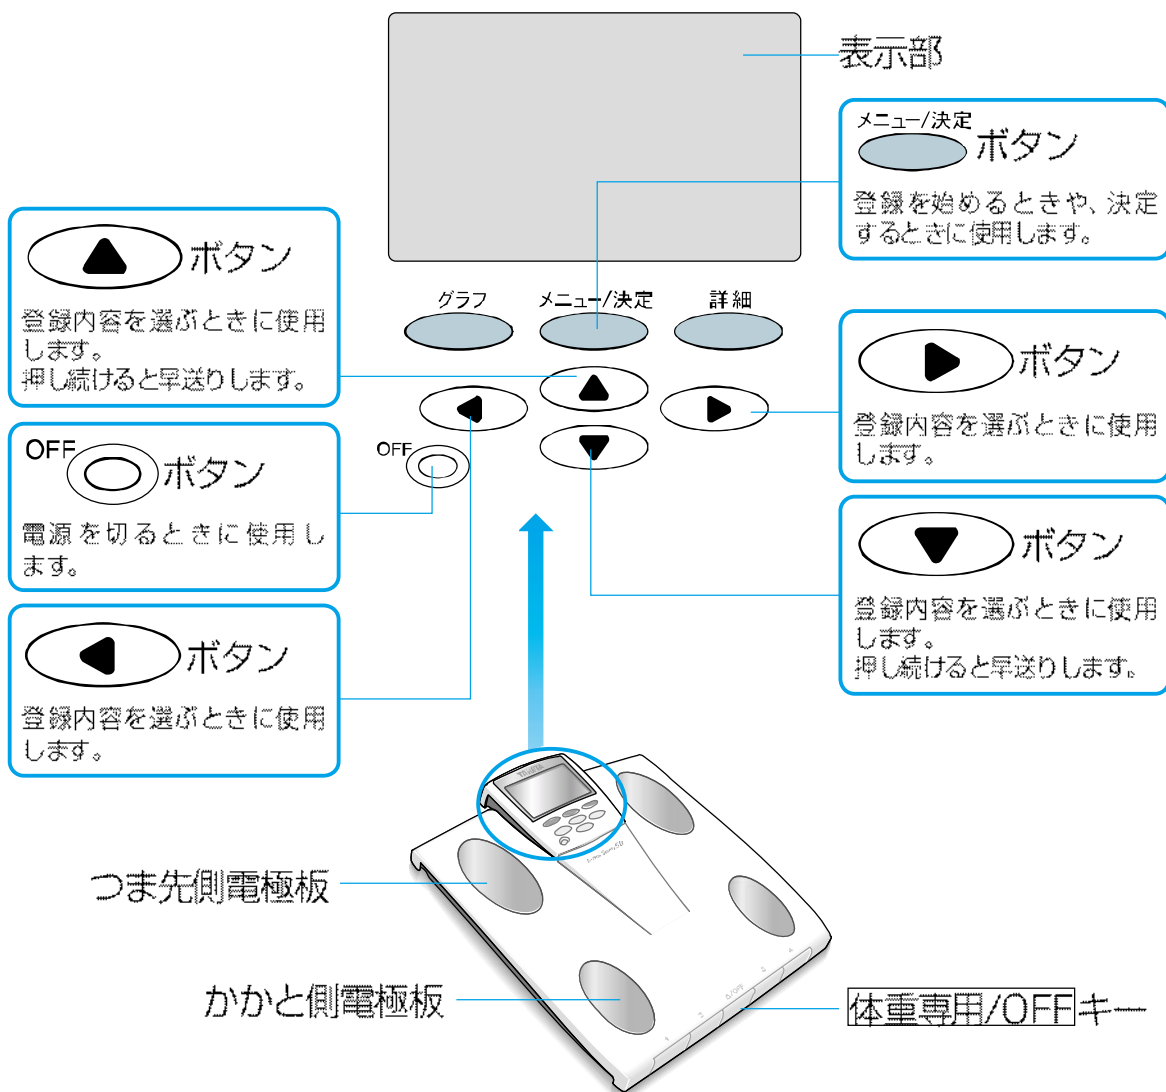 表示部
メニュー/決定
ボタン
登録を始めるときや、決定
するときに使用します。
▲ボタン
登録内容を選ぶときに使用
します。
押し続けると早送りします。
グラフ
メニュー/決定
詳細
▶ボタン
登録内容を選ぶときに使用
します。
OFF
OFF
ボタン
電源を切るときに使用し
ます。
▼ボタン
登録内容を選ぶときに使用
します。
押し続けると早送りします。
◀ボタン
登録内容を選ぶときに使用
します。
TANITA
つま先側電極板
かかと側電極板
体重専用/OFFキー